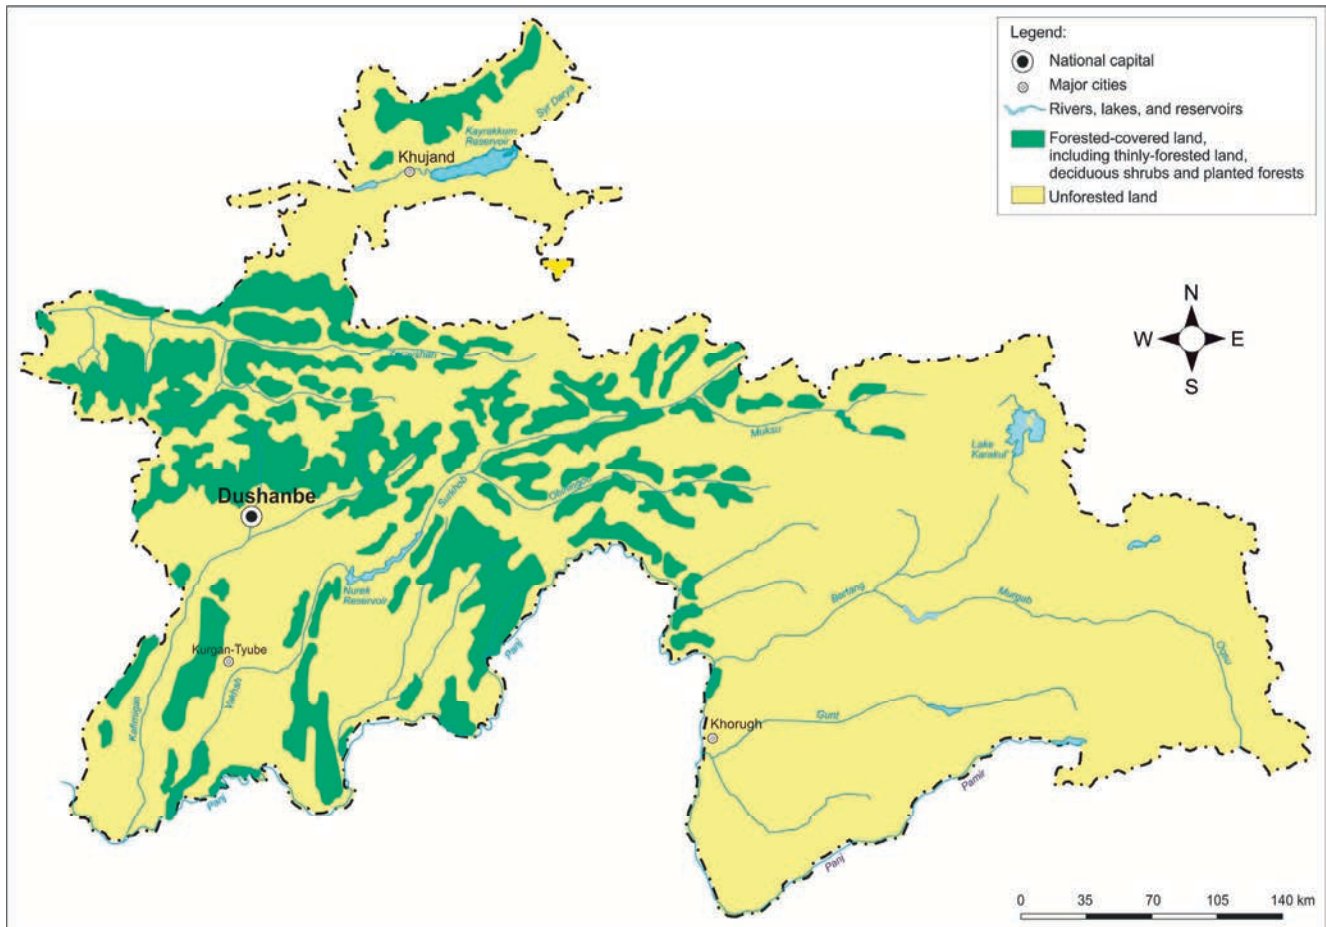 Legend:
National capital
Major cities
Rivers, lakes, and reservoirs
Forested-covered land,
including thinly-forested land,
deciduous shrubs and planted forests
Unforested land
Syr Darya
Kayrakkum
Reservoir
Khujand
N
W E
S
Muksu
Lake
Karakul'
Dushanbe
Surkhob
Obihingou
Nurek
Reservoir
Bartang
Murgab
Oqsu
Panj
Kurgan-Tyube
Vakhsh
Kafirnigan
Gunt
Khorugh
Pamir
Panj
Panj
0 35 70 105 140 km